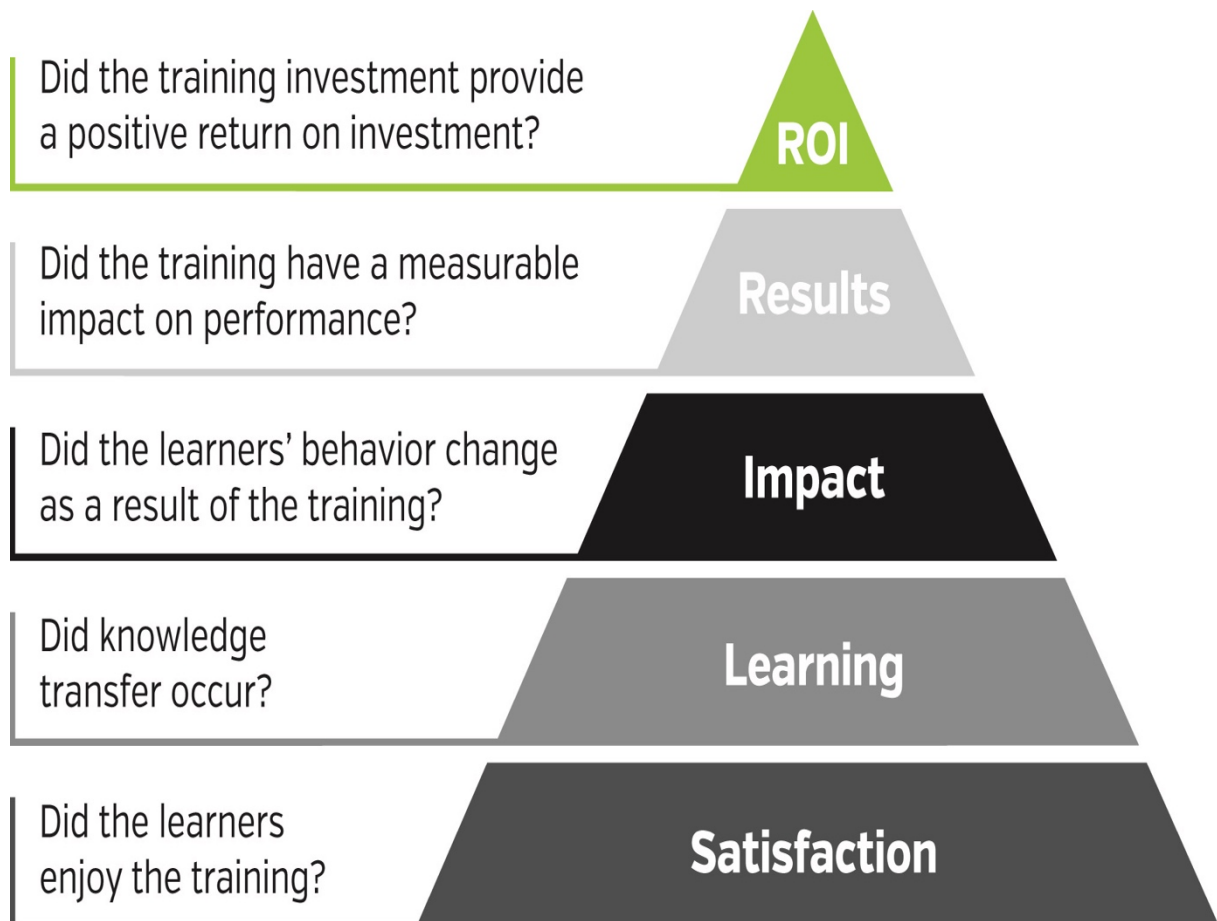 Did the training investment provide
a positive return on investment?
ROI
Did the training have a measurable
impact on performance?
Results
Did the learners’ behavior change
as a result of the training?
Impact
Did knowledge
transfer occur?
Learning
Did the learners
enjoy the training?
Satisfaction